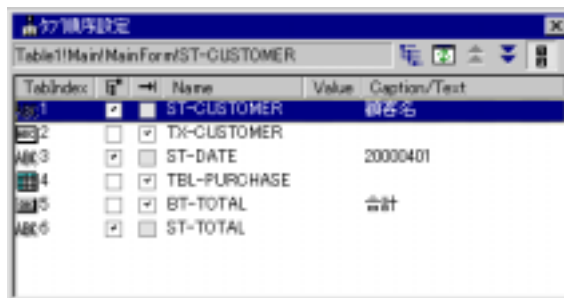 タブ順序設定
Table1!Main/MainForm/ST-CUSTOMER
TabIndex Name Value Caption/Text
1 ST-CUSTOMER 顧客名
2 TX-CUSTOMER
ABC 3 ST-DATE 20000401
4 TBL-PURCHASE
5 BT-TOTAL 合計
ABC 6 ST-TOTAL